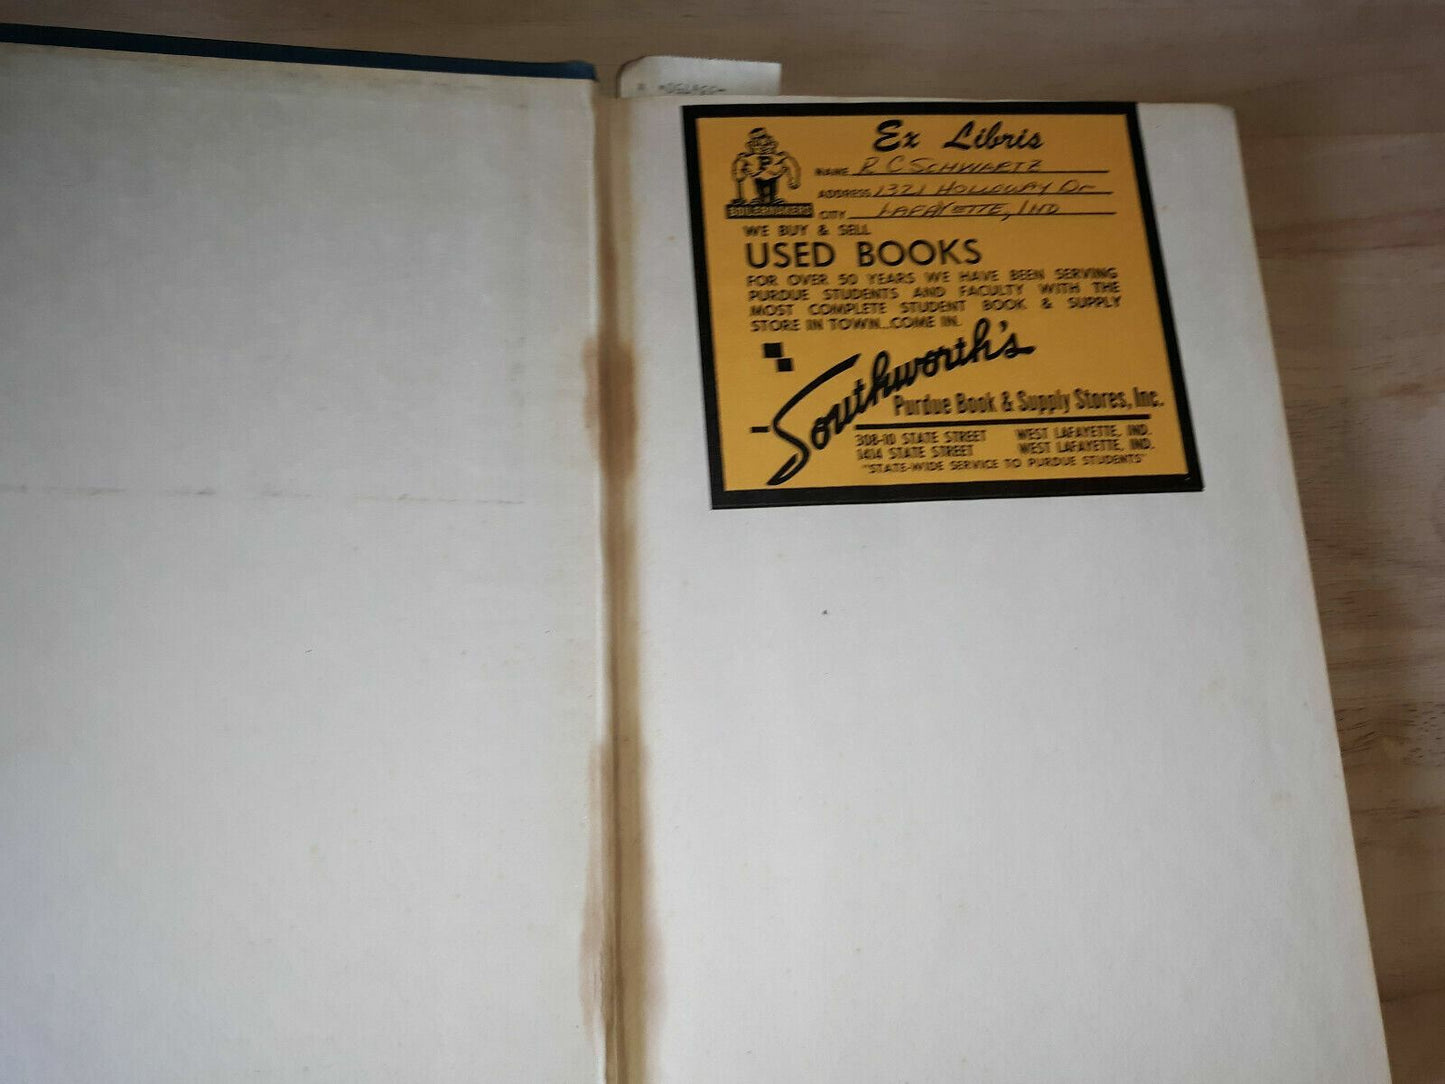 Ex Libris
P
BOILERMAKERS
NAME R C SCHWARTZ
ADDRESS 1321 HOLLOWAY DR
CITY LAFAYETTE, IND
WE BUY & SELL
USED BOOKS
FOR OVER 50 YEARS WE HAVE BEEN SERVING
PURDUE STUDENTS AND FACULTY WITH THE
MOST COMPLETE STUDENT BOOK & SUPPLY
STORE IN TOWN...COME IN.
Southworth's
Purdue Book & Supply Stores, Inc.
308-10 STATE STREET WEST LAFAYETTE, IND.
1414 STATE STREET WEST LAFAYETTE, IND.
"STATE-WIDE SERVICE TO PURDUE STUDENTS"